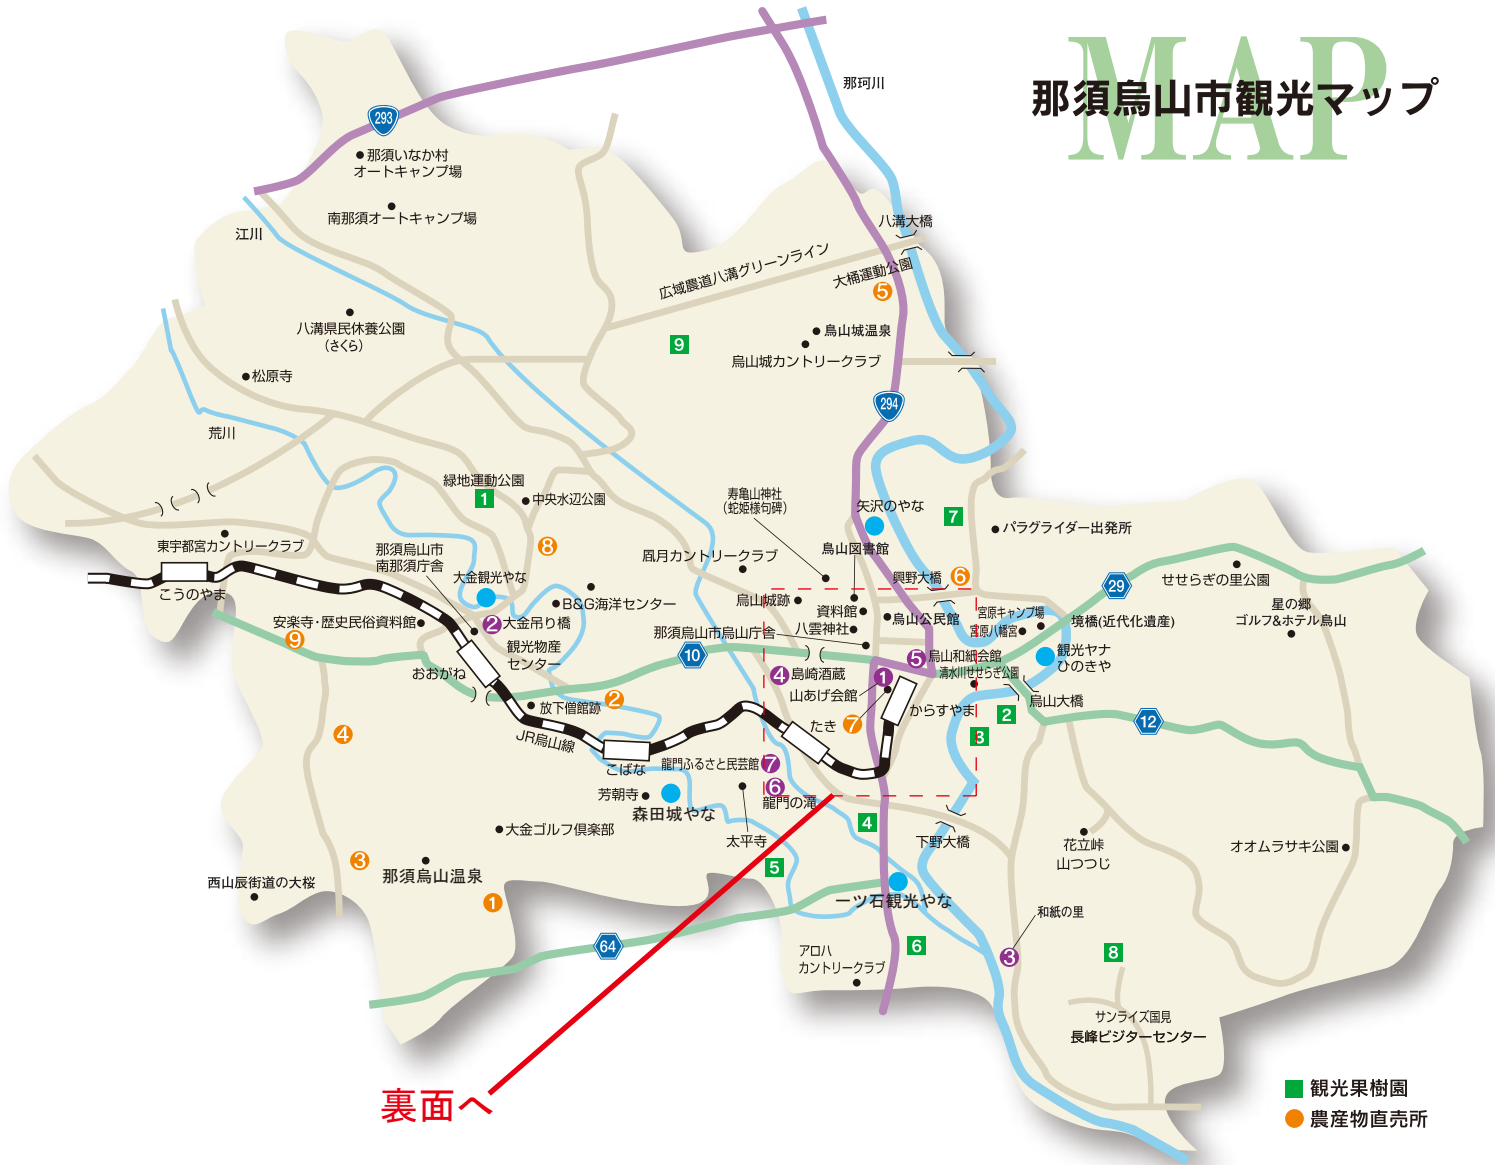 MAP
那須烏山市観光マップ
那珂川
293
那須いなか村
オートキャンプ場
南那須オートキャンプ場
江川
八溝大橋
広域農道八溝グリーンライン
大桶運動公園
5
八溝県民休養公園
(さくら)
烏山城温泉
9
烏山城カントリークラブ
松原寺
294
荒川
緑地運動公園
1
中央水辺公園
寿亀山神社
(蛇姫様句碑)
矢沢のやな
7
パラグライダー出発所
東宇都宮カントリークラブ
8
那須烏山市
南那須庁舎
凰月カントリークラブ
烏山図書館
大金観光やな
興野大橋
6
29
せせらぎの里公園
こうのやま
B&G海洋センター
烏山城跡
資料館
宮原キャンプ場
星の郷
ゴルフ&ホテル烏山
安楽寺・歴史民俗資料館
2
大金吊り橋
那須烏山市烏山庁舎
八雲神社
烏山公民館
宮原八幡宮
境橋(近代化遺産)
9
観光物産
センター
10
5
烏山和紙会館
観光ヤナ
ひのきや
おおがね
4
島崎酒蔵
1
清水川せせらぎ公園
山あげ会館
放下僧館跡
2
からすやま
2
烏山大橋
12
4
JR烏山線
たき
7
3
こばな
龍門ふるさと民芸館
7
芳朝寺
6
龍門の滝
森田城やな
大金ゴルフ倶楽部
太平寺
4
下野大橋
花立峠
山つつじ
オオムラサキ公園
3
那須烏山温泉
5
西山辰街道の大桜
1
一ツ石観光やな
和紙の里
64
6
アロハ
カントリークラブ
3
8
サンライズ国見
長峰ビジターセンター
裏面へ
観光果樹園
農産物直売所